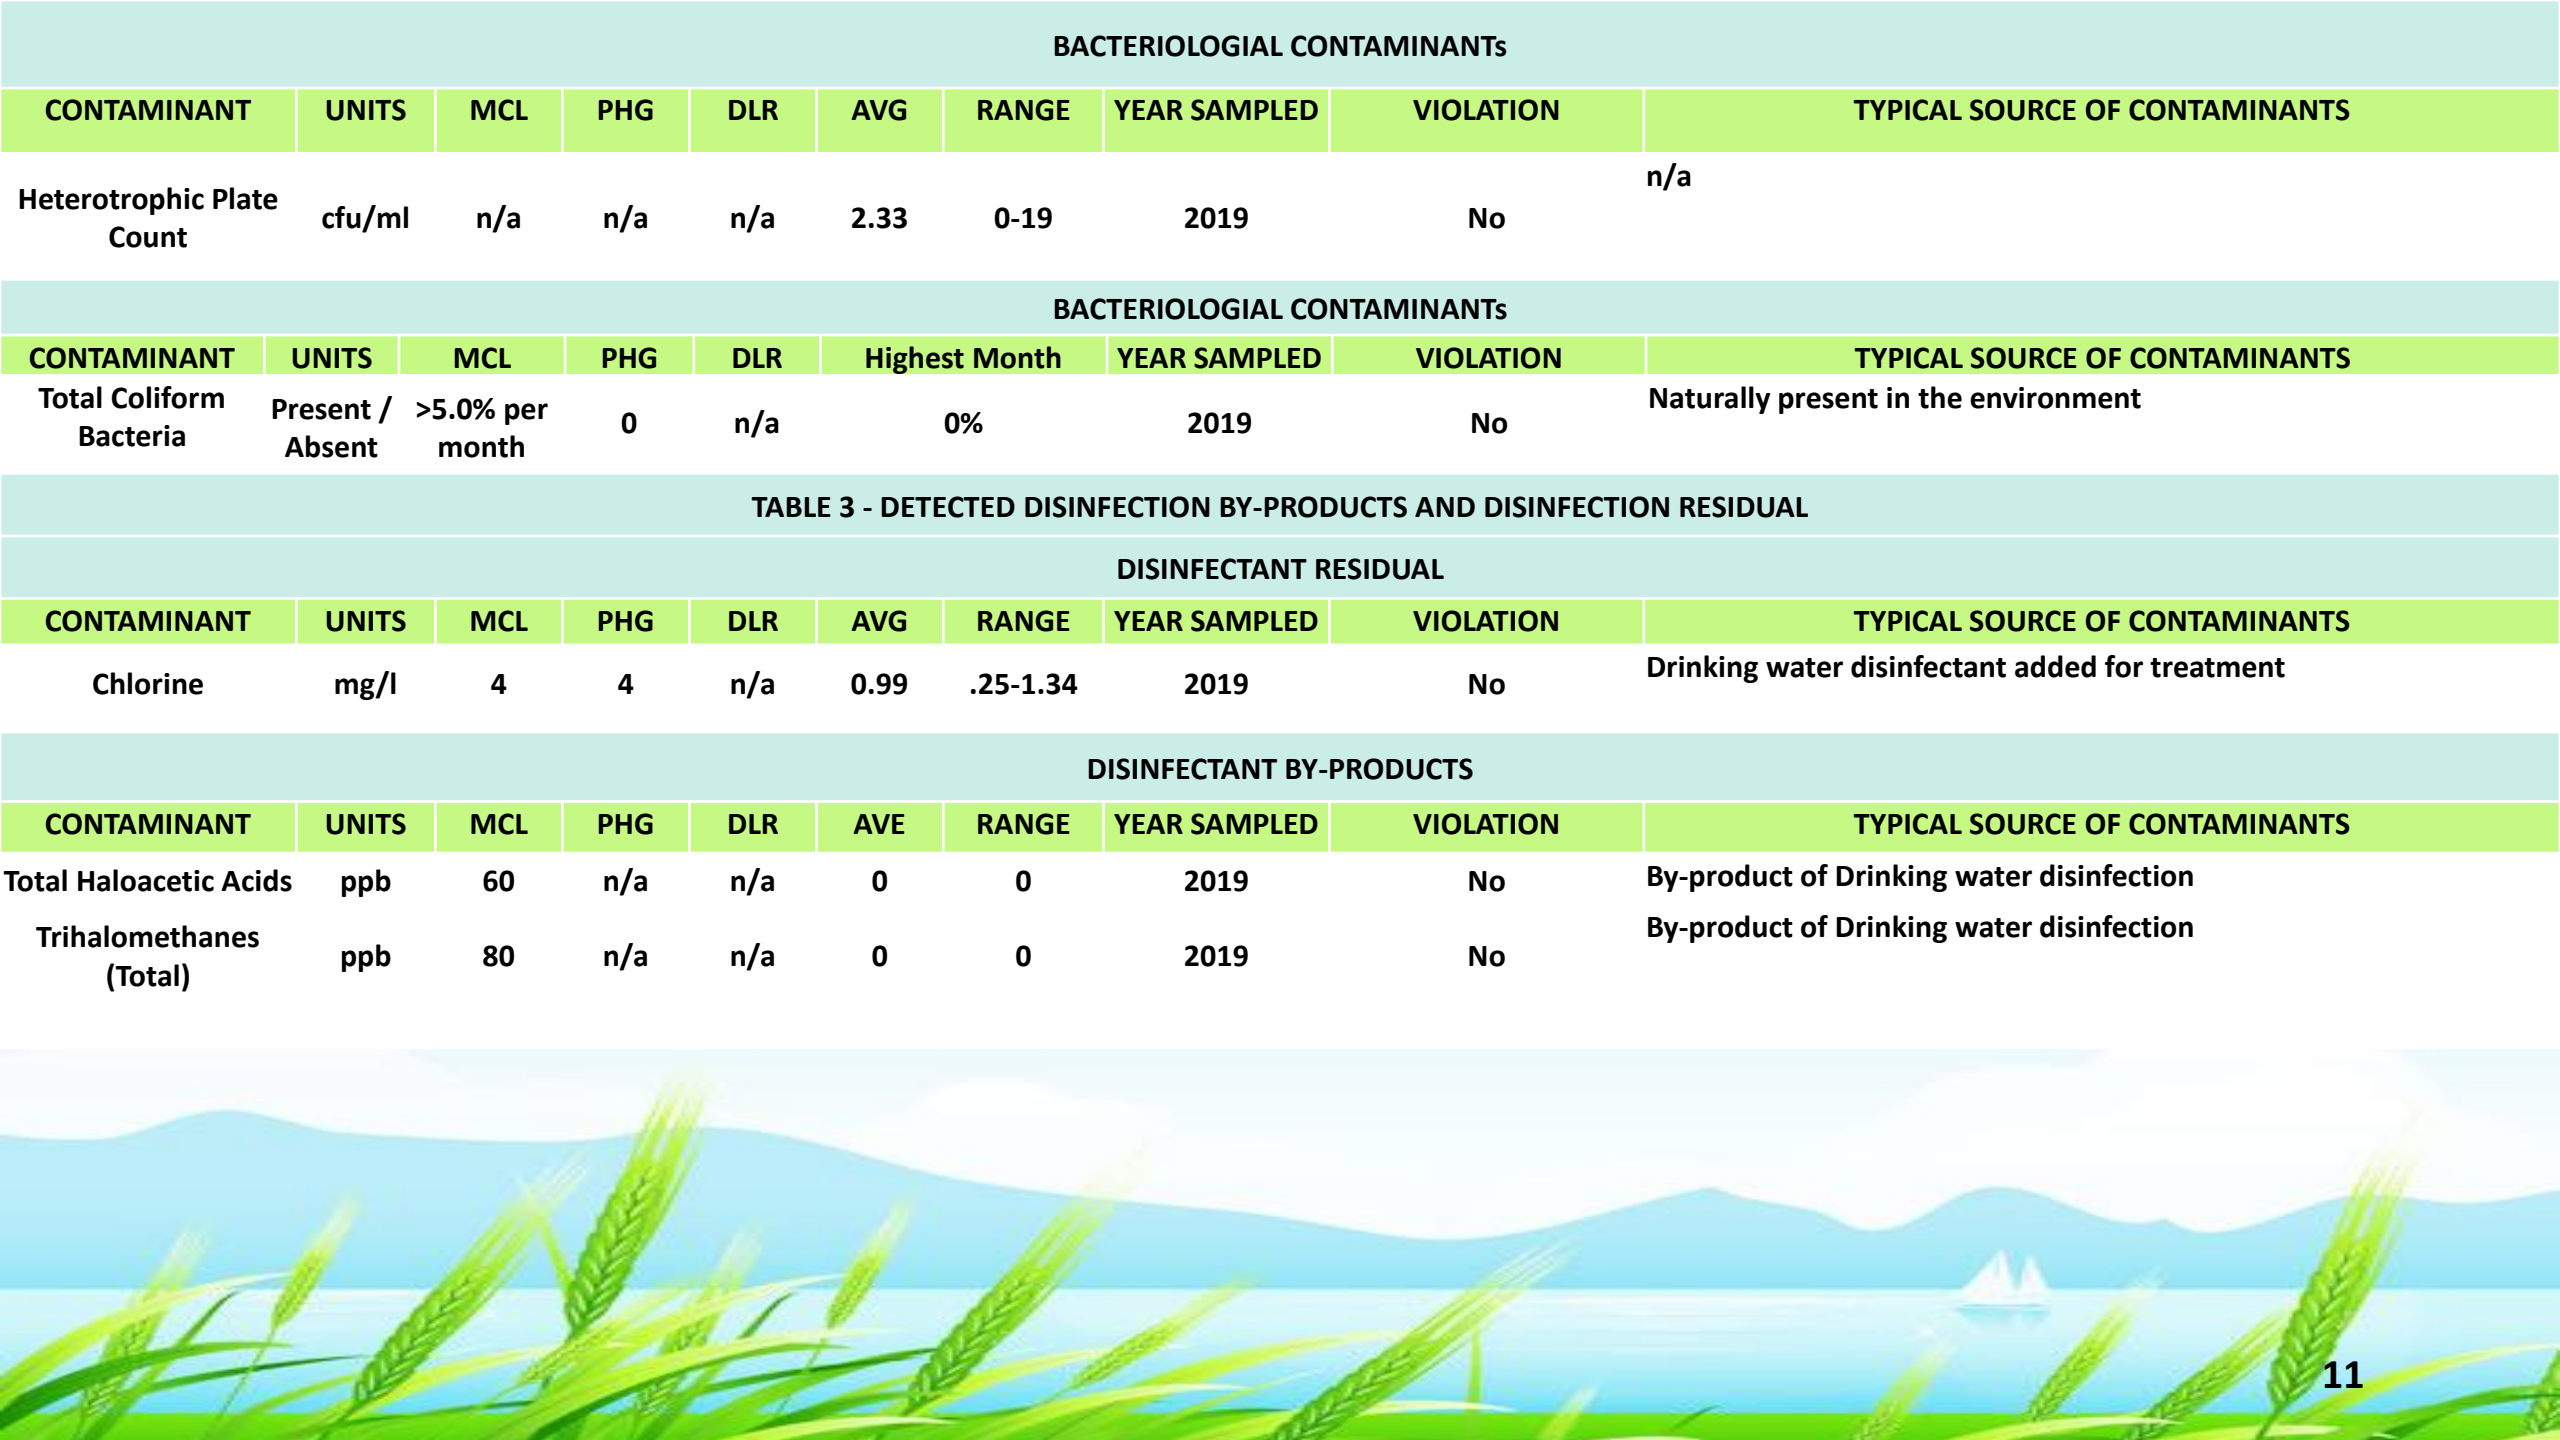 BACTERIOLOGIAL CONTAMINANTs
CONTAMINANT UNITS MCL PHG DLR AVG RANGE YEAR SAMPLED VIOLATION TYPICAL SOURCE OF CONTAMINANTS
Heterotrophic Plate Count cfu/ml n/a n/a n/a 2.33 0-19 2019 No n/a
BACTERIOLOGIAL CONTAMINANTs
CONTAMINANT UNITS MCL PHG DLR Highest Month YEAR SAMPLED VIOLATION TYPICAL SOURCE OF CONTAMINANTS
Total Coliform Bacteria Present / Absent >5.0% per month 0 n/a 0% 2019 No Naturally present in the environment
TABLE 3 - DETECTED DISINFECTION BY-PRODUCTS AND DISINFECTION RESIDUAL
DISINFECTANT RESIDUAL
CONTAMINANT UNITS MCL PHG DLR AVG RANGE YEAR SAMPLED VIOLATION TYPICAL SOURCE OF CONTAMINANTS
Chlorine mg/l 4 4 n/a 0.99 .25-1.34 2019 No Drinking water disinfectant added for treatment
DISINFECTANT BY-PRODUCTS
CONTAMINANT UNITS MCL PHG DLR AVE RANGE YEAR SAMPLED VIOLATION TYPICAL SOURCE OF CONTAMINANTS
Total Haloacetic Acids ppb 60 n/a n/a 0 0 2019 No By-product of Drinking water disinfection
Trihalomethanes (Total) ppb 80 n/a n/a 0 0 2019 No By-product of Drinking water disinfection
11